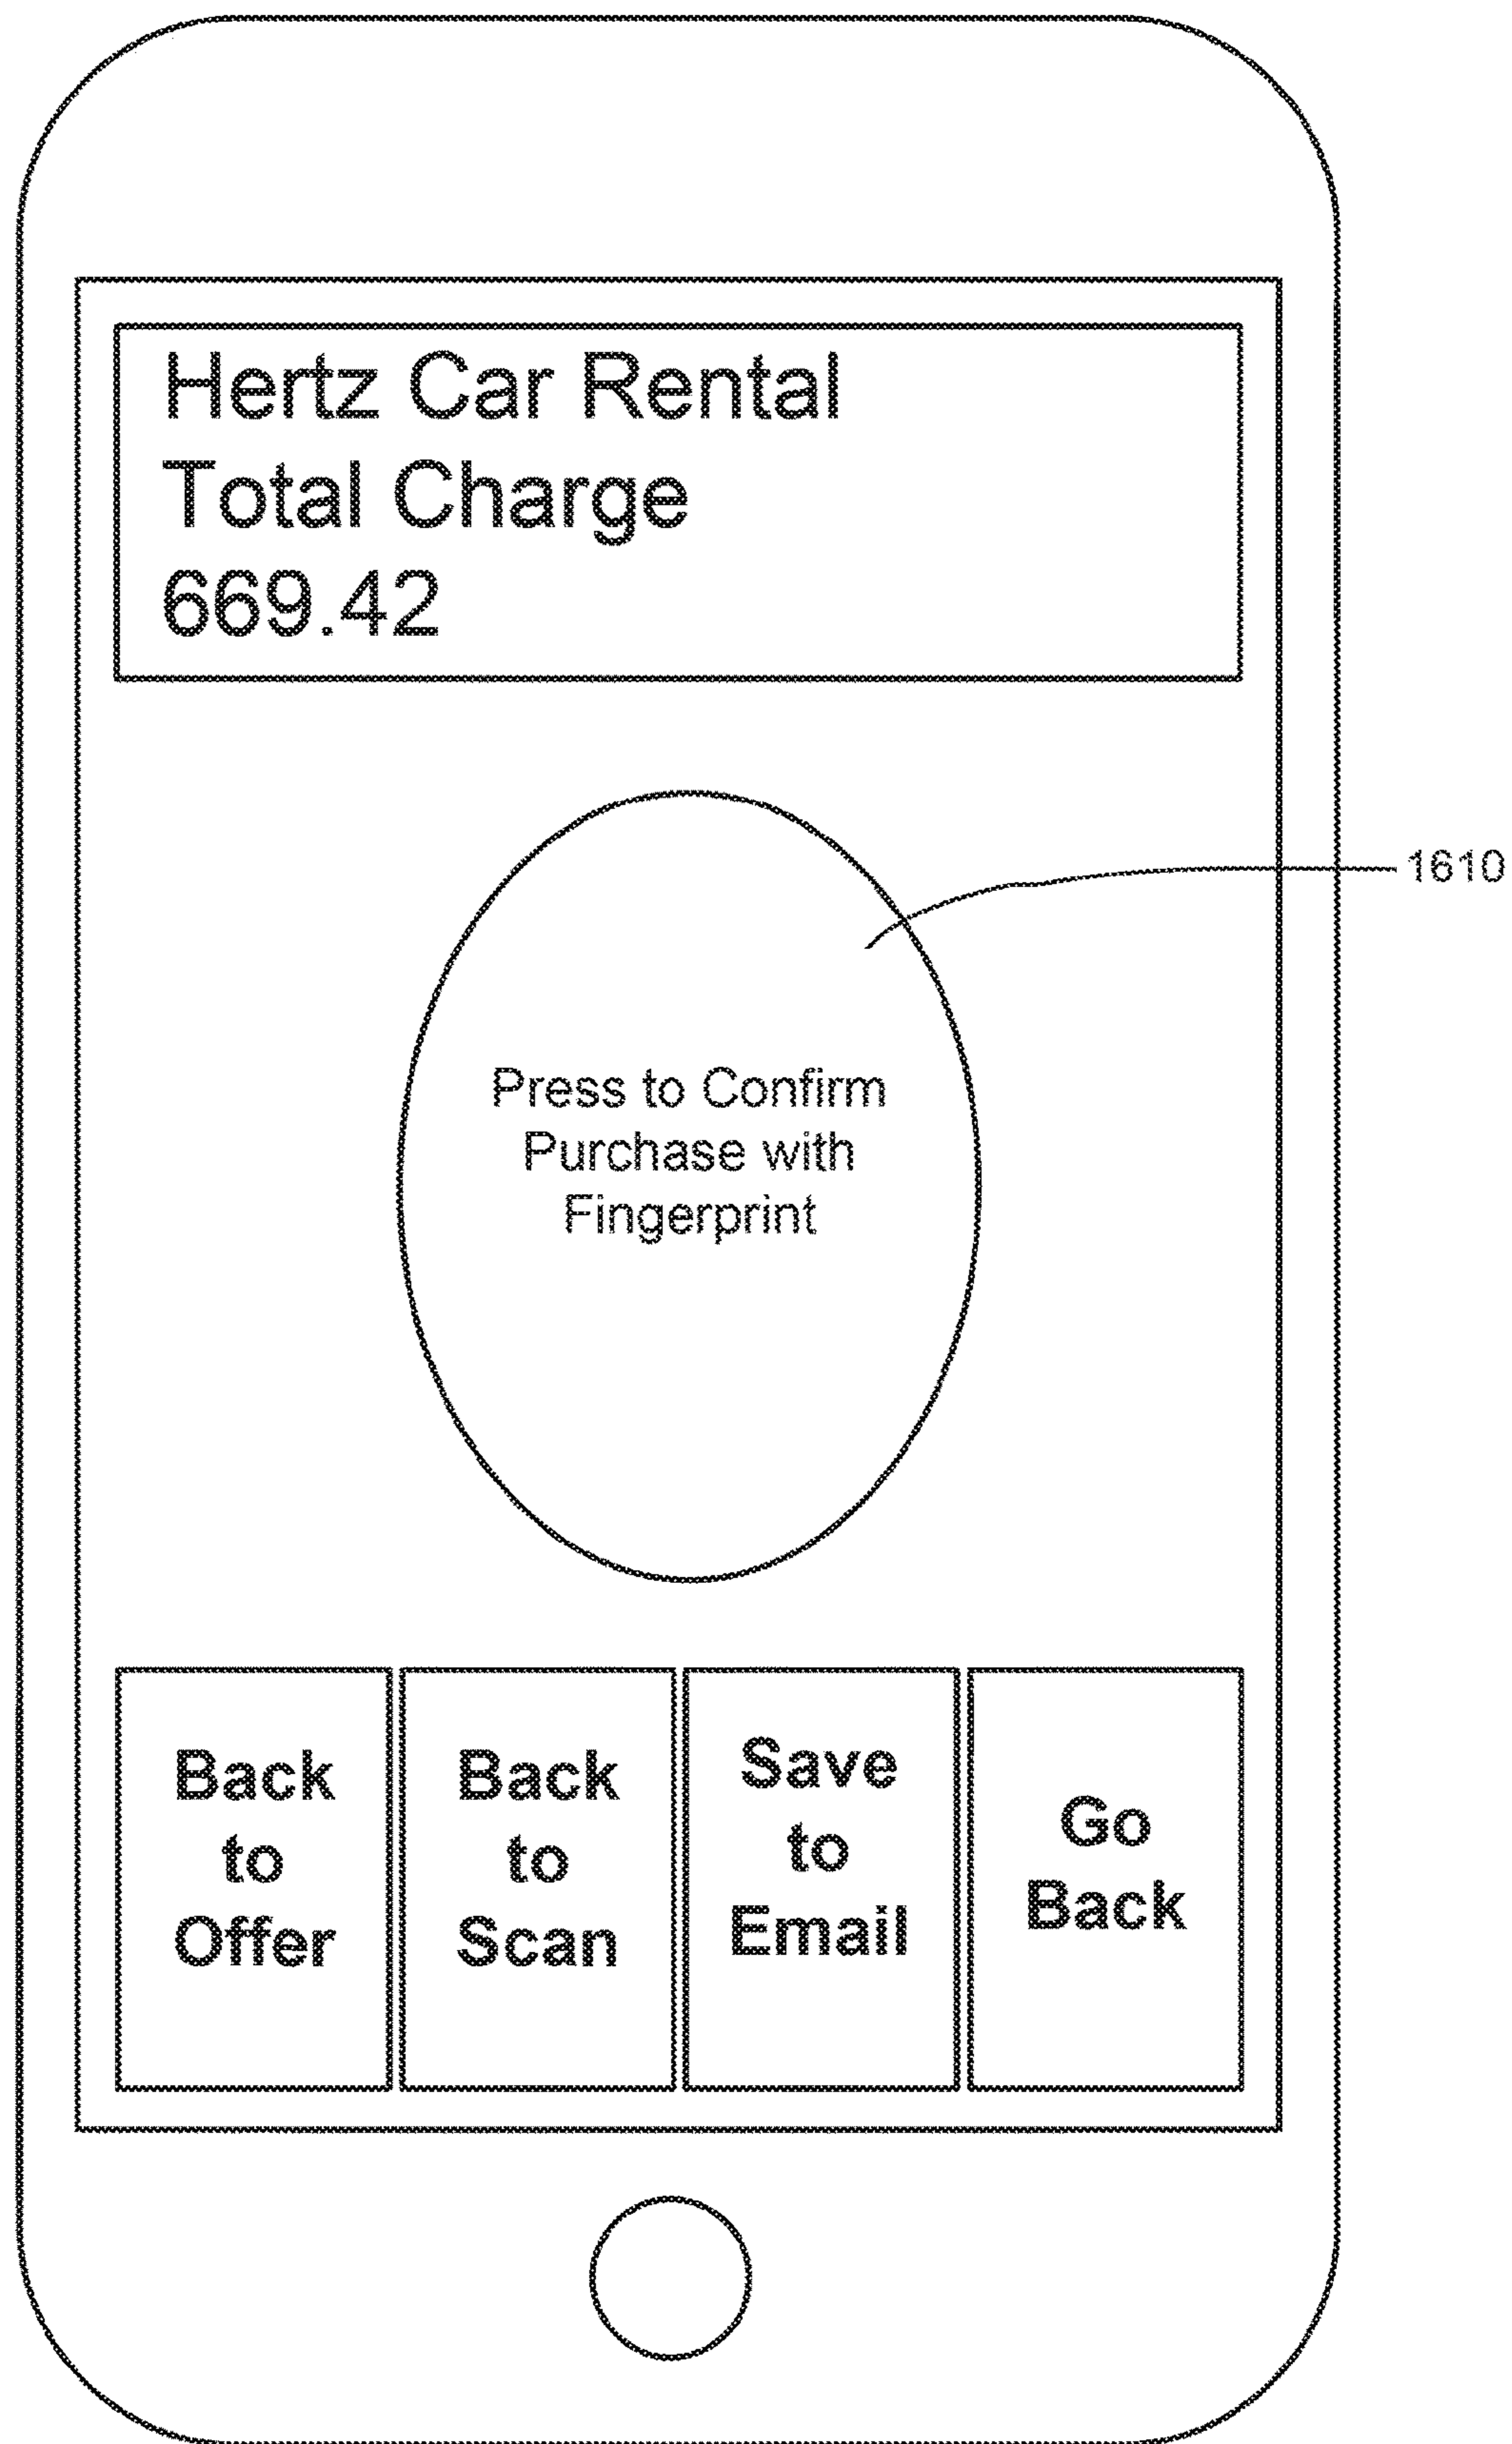 Hertz Car Rental
Total Charge
669.42
1610
Press to Confirm
Purchase with
Fingerprint
Back
to
Offer
Back
to
Scan
Save
to
Email
Go
Back